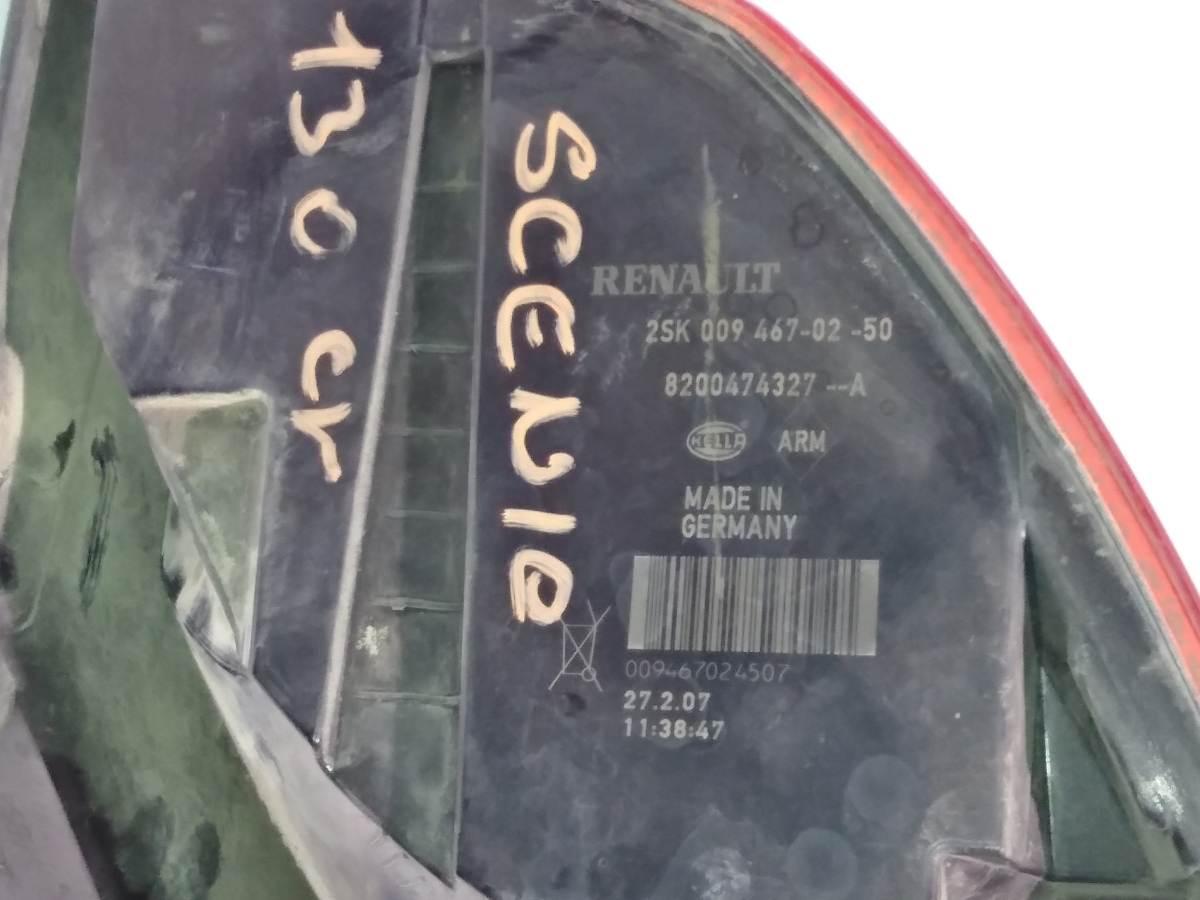 130 cr
SCENIC
RENAULT
2SK 009 467-02 -50
8200474327 --A
HELLA ARM
MADE IN
GERMANY
009467024507
27.2.07
11:38:47